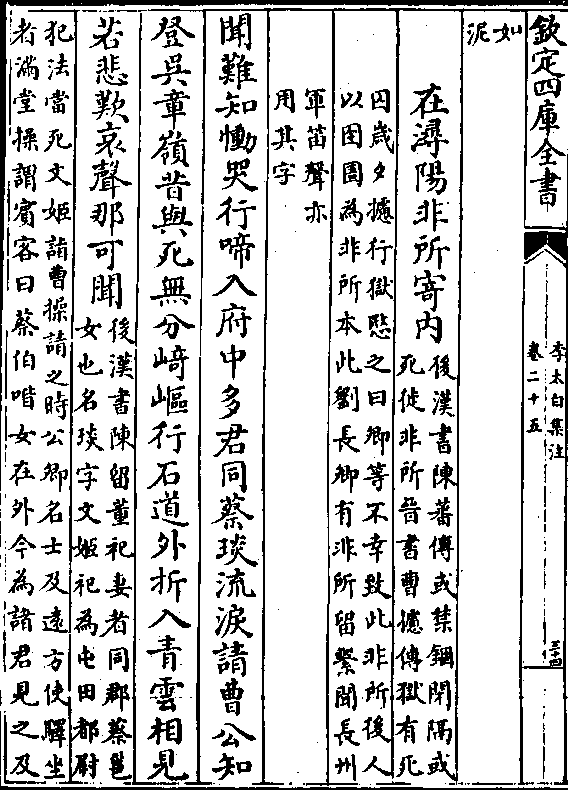 欽定四庫全書
李太白集注
卷二十五
三十四
如
泥
在潯陽非所寄内
後漢書陳蕃傳或禁錮閉隔或
死徙非所晉書曹攄傳獄有死
囚歳夕攄行獄愍之曰卿等不幸致此非所後人
以囹圄為非所本此劉長卿有非所留繫聞長州
軍笛聲亦
用其字
聞難知慟哭行啼入府中多君同蔡琰流淚請曹公知
登吳章嶺昔與死無分﨑嶇行石道外折入青雲相見
若悲歎哀聲那可聞
後漢書陳留董祀妻者同郡蔡邕
女也名琰字文姬祀為屯田都尉
犯法當死文姬詣曹操請之時公卿名士及逺方使驛坐
者滿堂操謂賓客曰蔡伯喈女在外今為諸君見之及